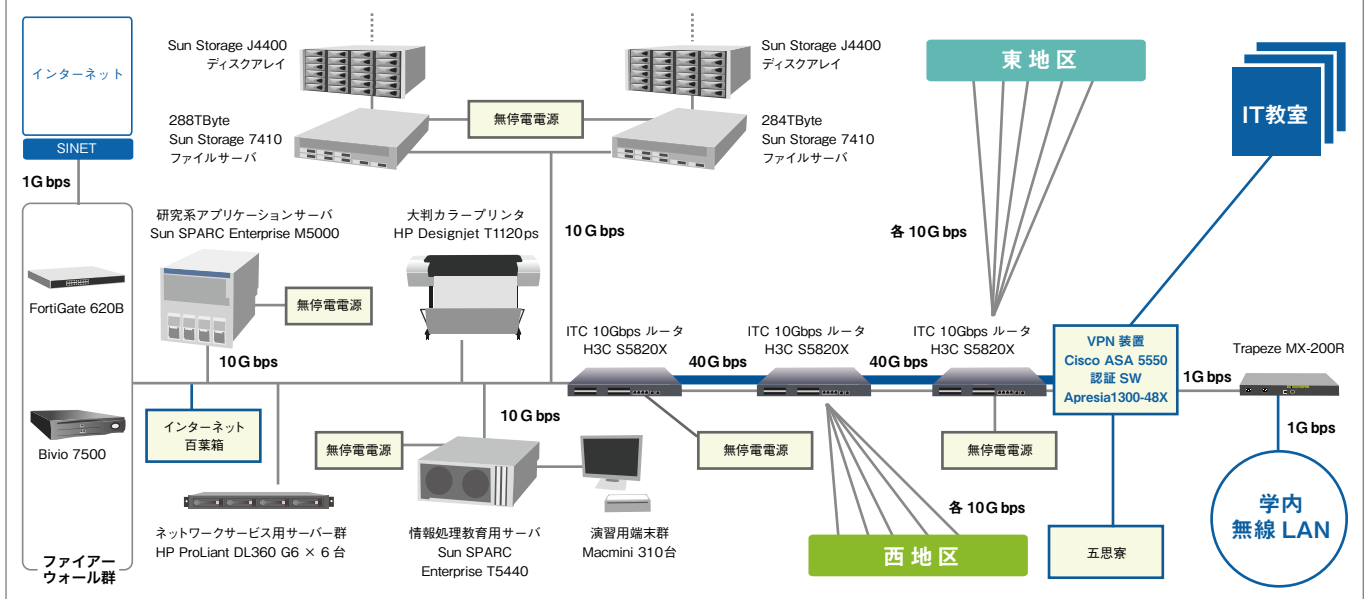 インターネット
SINET
1G bps
FortiGate 620B
Bivio 7500
ファイアー
ウォール群
Sun Storage J4400
ディスクアレイ
288TByte
Sun Storage 7410
ファイルサーバ
無停電電源
Sun Storage J4400
ディスクアレイ
284TByte
Sun Storage 7410
ファイルサーバ
10G bps
東地区
各 10G bps
IT教室
研究系アプリケーションサーバ
Sun SPARC Enterprise M5000
無停電電源
10G bps
大判カラープリンタ
HP Designjet T1120ps
インターネット
百葉箱
ネットワークサービス用サーバー群
HP ProLiant DL360 G6 × 6台
10G bps
無停電電源
情報処理教育用サーバ
Sun SPARC
Enterprise T5440
演習用端末群
Macmini 310台
ITC 10Gbps ルータ
H3C S5820X
40G bps
ITC 10Gbps ルータ
H3C S5820X
40G bps
ITC 10Gbps ルータ
H3C S5820X
無停電電源
無停電電源
各 10G bps
西地区
VPN 装置
Cisco ASA 5550
認証 SW
Apresia1300-48X
五思寮
1G bps
Trapeze MX-200R
1G bps
学内
無線 LAN